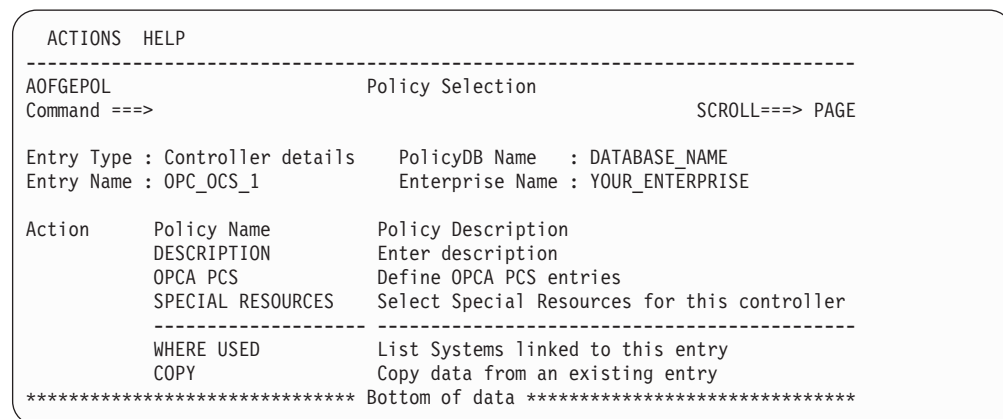 ACTIONS HELP
------------------------------------------------------------------------------
AOFGEPOL Policy Selection
Command ===> SCROLL===> PAGE
Entry Type : Controller details PolicyDB Name : DATABASE_NAME
Entry Name : OPC_OCS_1 Enterprise Name : YOUR_ENTERPRISE
Action Policy Name Policy Description
DESCRIPTION Enter description
OPCA PCS Define OPCA PCS entries
SPECIAL RESOURCES Select Special Resources for this controller
-------------------- ---------------------------------------------
WHERE USED List Systems linked to this entry
COPY Copy data from an existing entry
******************************* Bottom of data *******************************